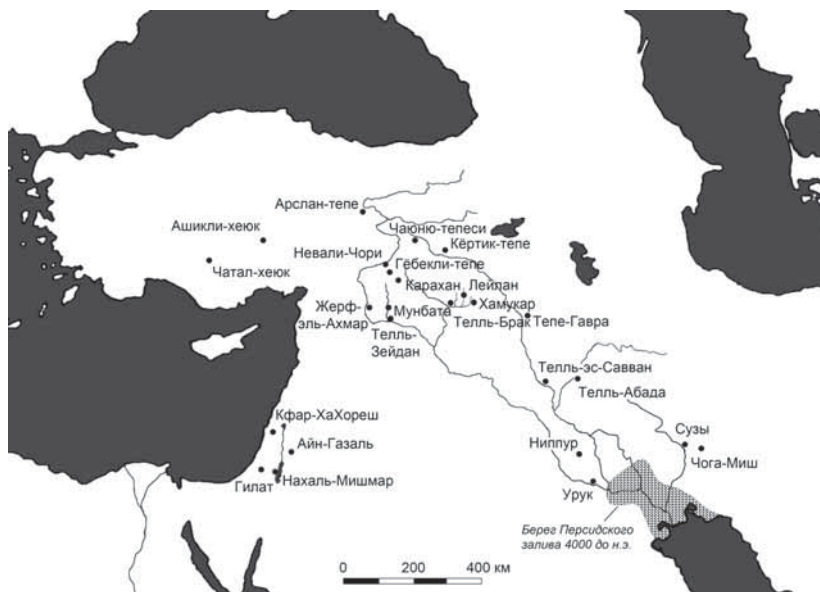 Арслан-тепе
Ашикли-хеюк
Чаюню-тепеси
Кёртик-тепе
Невали-Чори
Гёбекли-тепе
Чатал-хеюк
Карахан
Лейлан
Жерф-
эль-Ахмар
Мунбата
Хамукар
Телль-Брак
Тепе-Гавра
Телль-
Зейдан
Телль-эс-Савван
Телль-Абада
Кфар-ХаХореш
Айн-Газаль
Сузы
Ниппур
Чога-Миш
Гилат
Нахаль-Мишмар
Урук
Берег Персидского
залива 4000 до н.э.
0 200 400 км